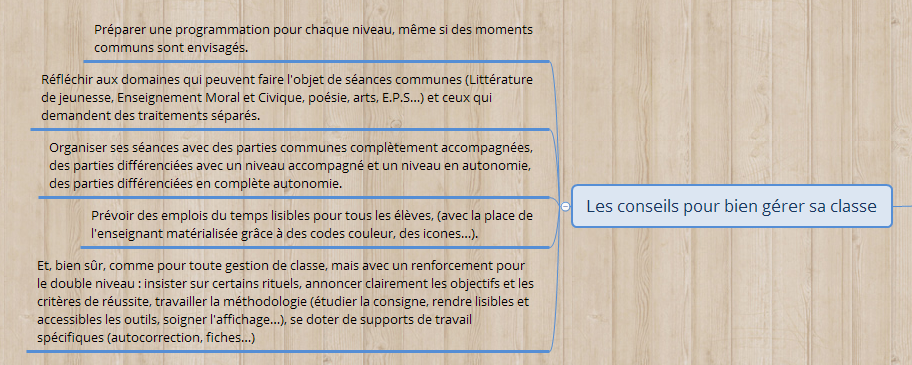 Préparer une programmation pour chaque niveau, même si des moments
communs sont envisagés.
Réfléchir aux domaines qui peuvent faire l'objet de séances communes (Littérature
de jeunesse, Enseignement Moral et Civique, poésie, arts, E.P.S...) et ceux qui
demandent des traitements séparés.
Organiser ses séances avec des parties communes complètement accompagnées,
des parties différenciées avec un niveau accompagné et un niveau en autonomie,
des parties différenciées en complète autonomie.
Prévoir des emplois du temps lisibles pour tous les élèves, (avec la place de
l'enseignant matérialisée grâce à des codes couleur, des icones...).
Et, bien sûr, comme pour toute gestion de classe, mais avec un renforcement pour
le double niveau : insister sur certains rituels, annoncer clairement les objectifs et les
critères de réussite, travailler la méthodologie (étudier la consigne, rendre lisibles et
accessibles les outils, soigner l'affichage...), se doter de supports de travail
spécifiques (autocorrection, fiches...)
Les conseils pour bien gérer sa classe